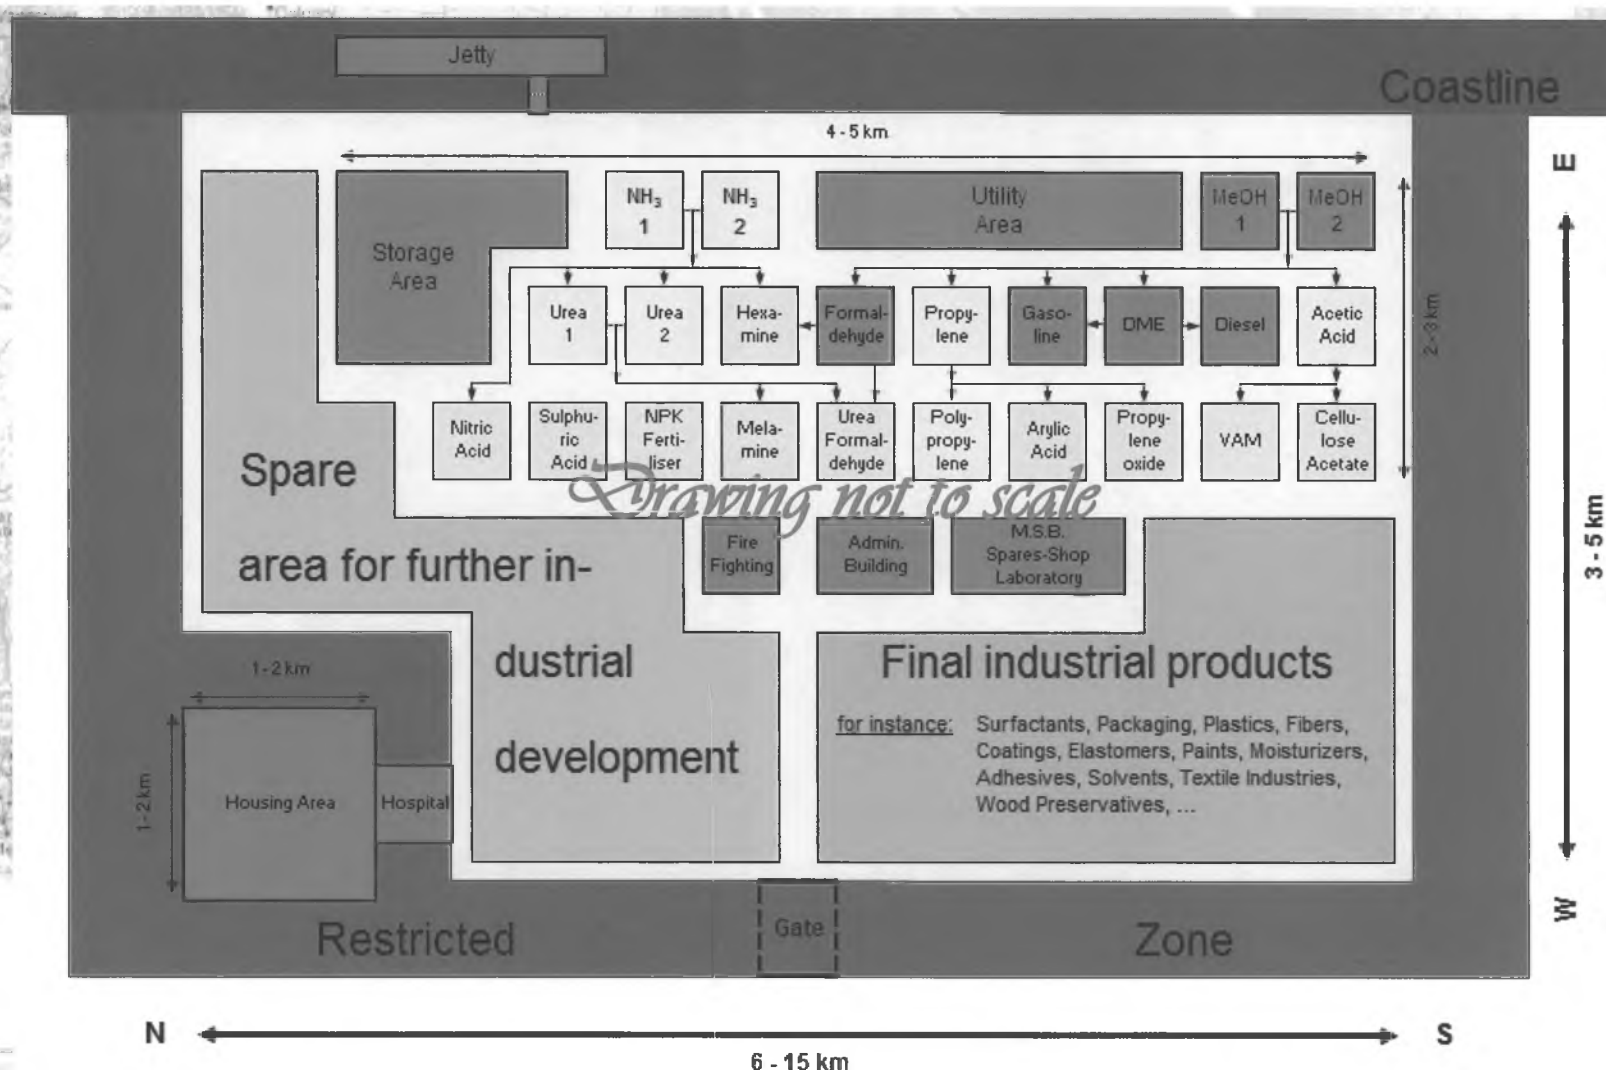 Jetty
Coastline
4 - 5 km
E
NH3
1
NH3
2
Utility
Area
MeOH
1
MeOH
2
Storage
Area
Urea
1
Urea
2
Hexa-
mine
Formal-
dehyde
Propy-
lene
Gaso-
line
DME
Diesel
Acetic
Acid
2 - 3 km
Nitric
Acid
Sulphu-
ric
Acid
NPK
Ferti-
liser
Mela-
mine
Urea
Formal-
dehyde
Poly-
propy-
lene
Arylic
Acid
Propy-
lene
oxide
VAM
Cellu-
lose
Acetate
Drawing not to scale
Spare
area for further in-
dustrial
development
Fire
Fighting
Admin.
Building
M.S.B.
Spares-Shop
Laboratory
3 - 5 km
Final industrial products
for instance: Surfactants, Packaging, Plastics, Fibers,
Coatings, Elastomers, Paints, Moisturizers,
Adhesives, Solvents, Textile Industries,
Wood Preservatives, ...
1 - 2 km
1 - 2 km
Housing Area
Hospital
W
Restricted
Gate
Zone
N
S
6 - 15 km